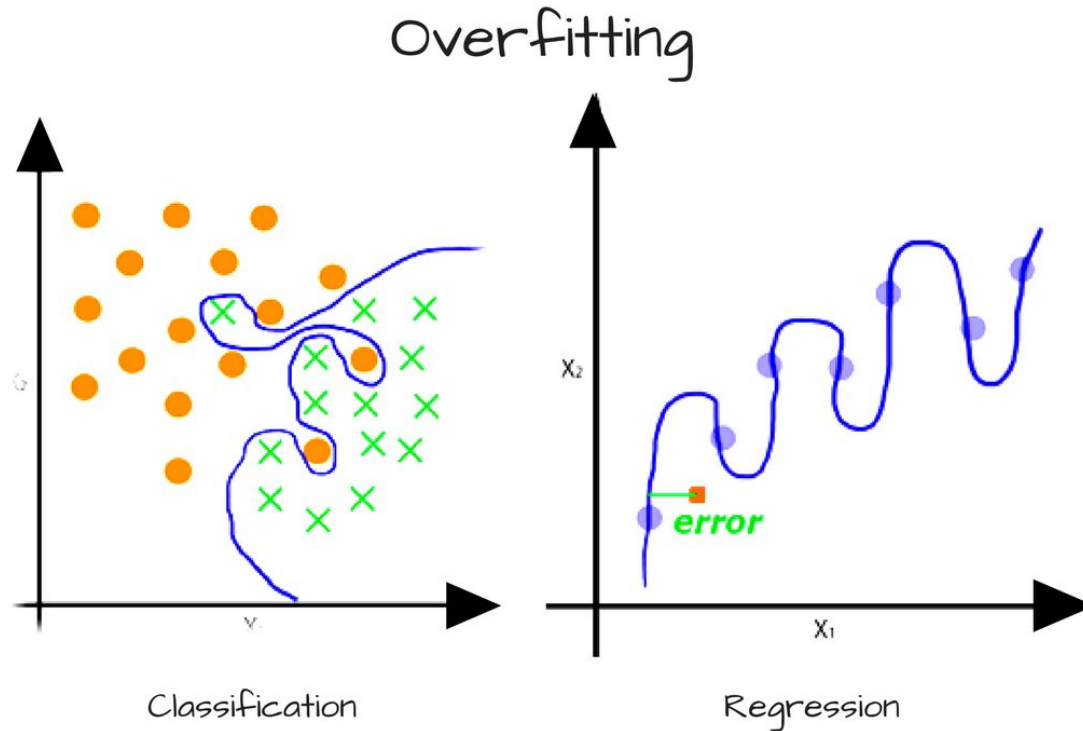 Overfitting
X₂
error
X₁
Classification
Regression